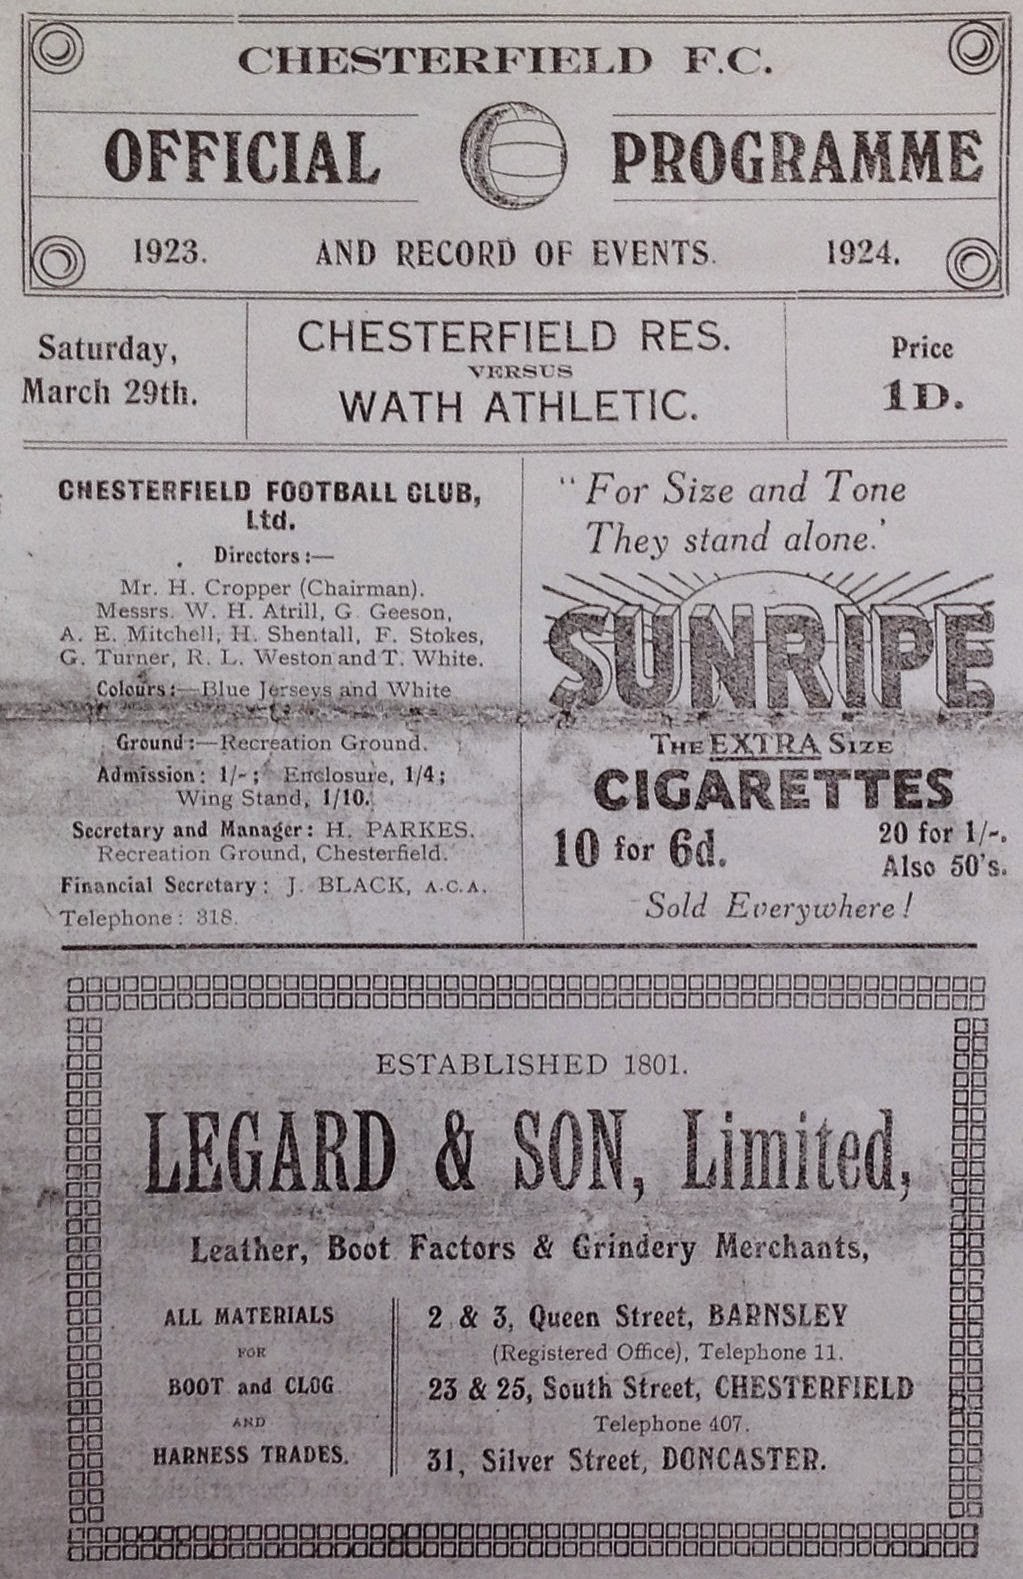 CHESTERFIELD F.C.
OFFICIAL PROGRAMME
1923. AND RECORD OF EVENTS. 1924.
Saturday,
March 29th.
CHESTERFIELD RES.
VERSUS
WATH ATHLETIC.
Price
1D.
CHESTERFIELD FOOTBALL CLUB,
Ltd.
Directors:—
Mr. H. Cropper (Chairman).
Messrs. W. H. Atrill, G. Geeson,
A. E. Mitchell, H. Shentall, F. Stokes,
G. Turner, R. L. Weston and T. White.
Colours:—Blue Jerseys and White
Ground:—Recreation Ground.
Admission: 1/-; Enclosure, 1/4;
Wing Stand, 1/10.
Secretary and Manager: H. PARKES.
Recreation Ground, Chesterfield.
Financial Secretary: J. BLACK, A.C.A.
Telephone: 318.
"For Size and Tone
They stand alone.'
SUNRIPE
THE EXTRA SIZE
CIGARETTES
10 for 6d.
20 for 1/-.
Also 50's.
Sold Everywhere!
ESTABLISHED 1801.
LEGARD & SON, Limited,
Leather, Boot Factors & Grindery Merchants,
ALL MATERIALS
FOR
BOOT and CLOG
AND
HARNESS TRADES.
2 & 3, Queen Street, BARNSLEY
(Registered Office), Telephone 11.
23 & 25, South Street, CHESTERFIELD
Telephone 407.
31, Silver Street, DONCASTER.